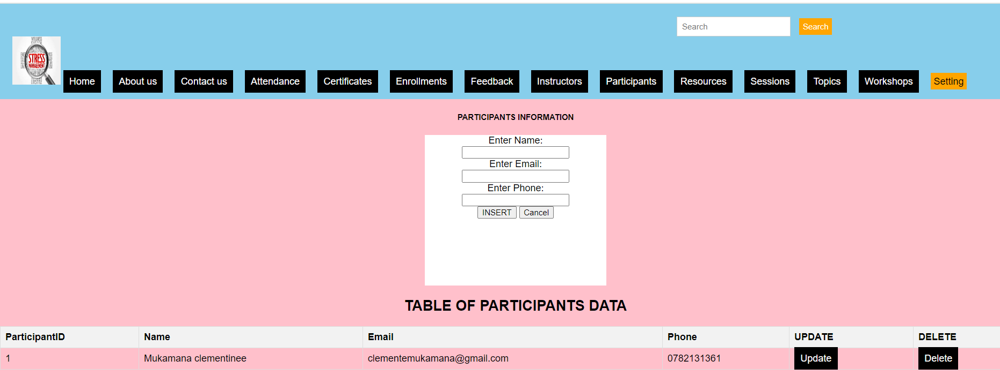 Search Search
WELLNESS
STRESS
MANAGEMENT
LIFESTYLE
Home About us Contact us Attendance Certificates Enrollments Feedback Instructors Participants Resources Sessions Topics Workshops Setting
PARTICIPANTS INFORMATION
Enter Name:
Enter Email:
Enter Phone:
INSERT Cancel
TABLE OF PARTICIPANTS DATA
ParticipantID Name Email Phone UPDATE DELETE
1 Mukamana clementinee clementemukamana@gmail.com 0782131361 Update Delete